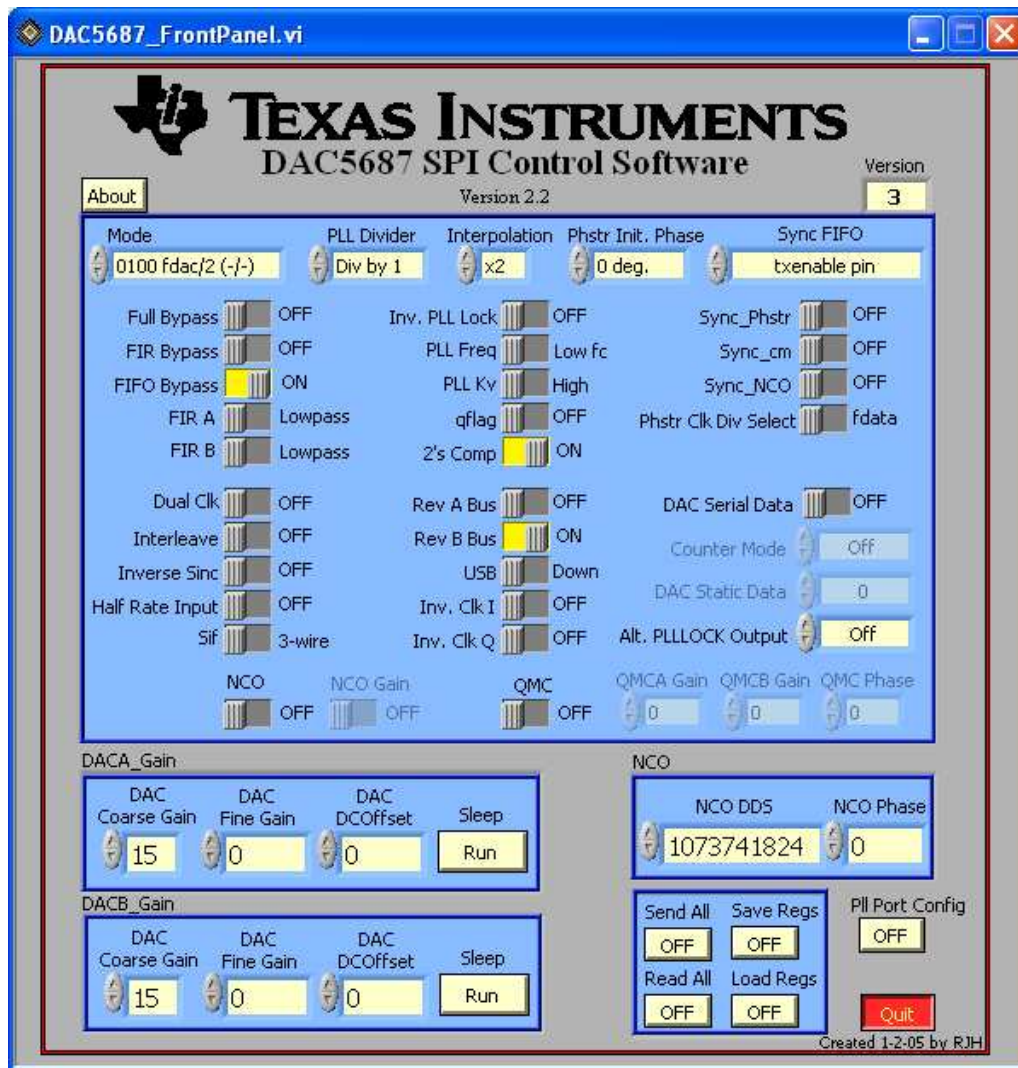 DAC5687_FrontPanel.vi
TEXAS INSTRUMENTS
DAC5687 SPI Control Software
Version
About
Version 2.2
3
Mode PLL Divider Interpolation Phstr Init. Phase Sync FIFO
0100 fdac/2 (-/-) Div by 1 x2 0 deg. txenable pin
Full Bypass OFF Inv. PLL Lock OFF Sync_Phstr OFF
FIR Bypass OFF PLL Freq Low fc Sync_cm OFF
FIFO Bypass ON PLL Kv High Sync_NCO OFF
FIR A Lowpass qflag OFF Phstr Clk Div Select fdata
FIR B Lowpass 2's Comp ON
Dual Clk OFF Rev A Bus OFF DAC Serial Data OFF
Interleave OFF Rev B Bus ON Counter Mode Off
Inverse Sinc OFF USB Down DAC Static Data 0
Half Rate Input OFF Inv. Clk I OFF Alt. PLLLOCK Output Off
Sif 3-wire Inv. Clk Q OFF
NCO NCO Gain QMC QMCA Gain QMCB Gain QMC Phase
OFF OFF OFF 0 0 0
DACA_Gain
DAC Coarse Gain DAC Fine Gain DAC DCOffset Sleep
15 0 0 Run
NCO
NCO DDS NCO Phase
1073741824 0
DACB_Gain
DAC Coarse Gain DAC Fine Gain DAC DCOffset Sleep
15 0 0 Run
Send All Save Regs
OFF OFF
Read All Load Regs
OFF OFF
Pll Port Config
OFF
Quit
Created 1-2-05 by RJH